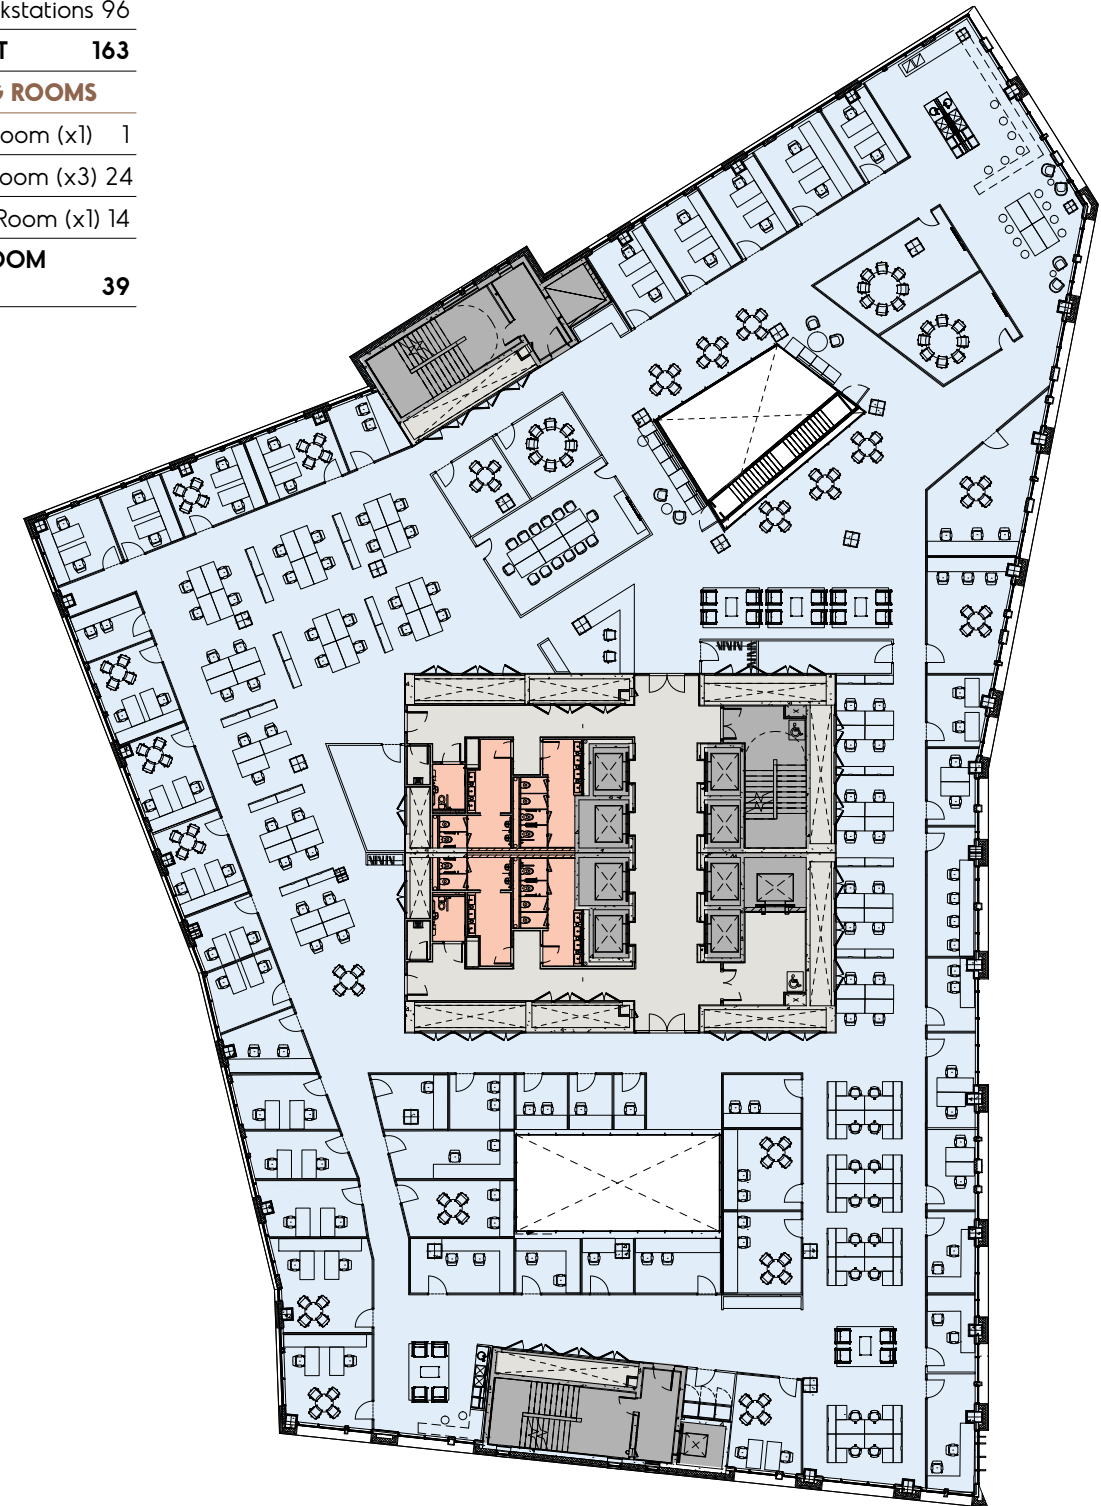 kstations 96
T 163
G ROOMS
oom (x1) 1
oom (x3) 24
Room (x1) 14
OOM
39